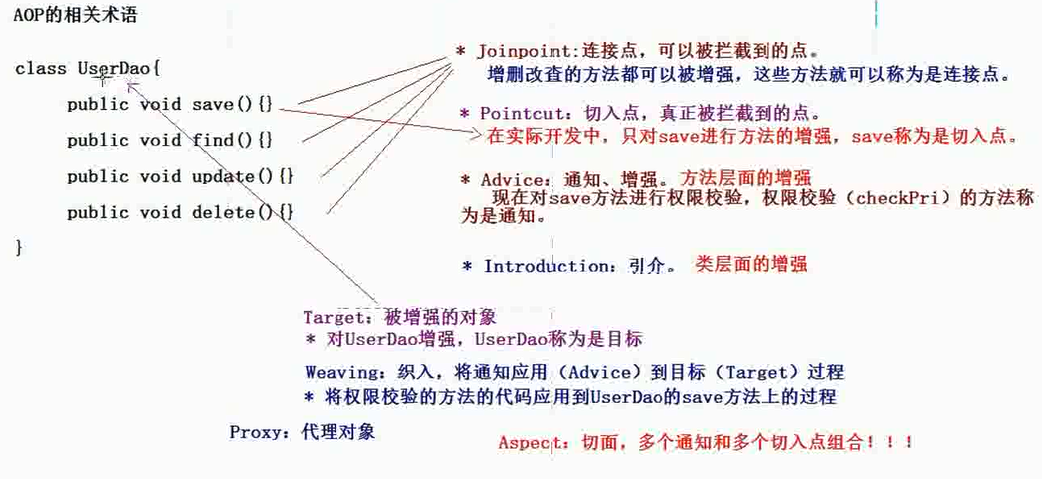 AOP的相关术语
class UserDao{
public void save(){}
public void find(){}
public void update(){}
public void delete(){}
}
* Joinpoint:连接点，可以被拦截到的点。
增删改查的方法都可以被增强，这些方法就可以称为是连接点。
* Pointcut：切入点，真正被拦截到的点。
在实际开发中，只对save进行方法的增强，save称为是切入点。
* Advice：通知、增强。方法层面的增强
现在对save方法进行权限校验，权限校验（checkPri）的方法称
为是通知。
* Introduction：引介。 类层面的增强
Target：被增强的对象
* 对UserDao增强，UserDao称为是目标
Weaving：织入，将通知应用（Advice）到目标（Target）过程
* 将权限校验的方法的代码应用到UserDao的save方法上的过程
Proxy：代理对象
Aspect：切面，多个通知和多个切入点组合！！！